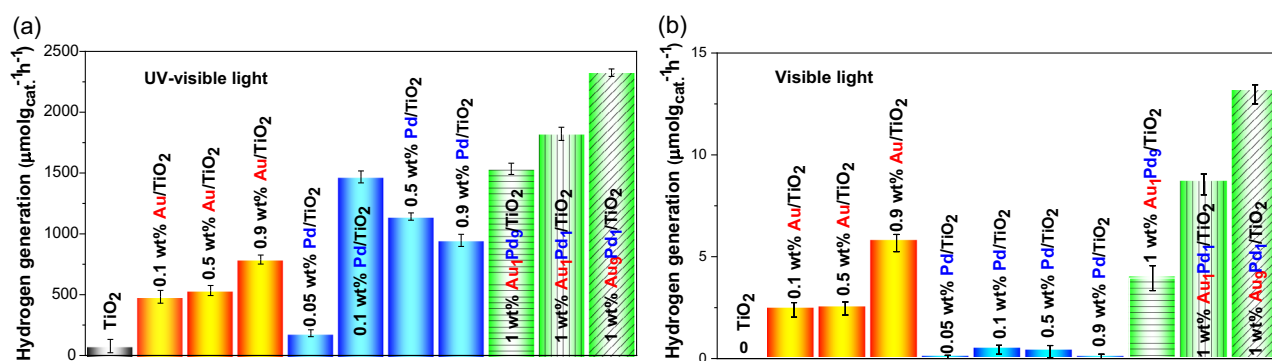 (a)
Hydrogen generation (μmolg_cat.⁻¹h⁻¹)
2500
2000
1500
1000
500
0
UV-visible light
TiO₂
0.1 wt% Au/TiO₂
0.5 wt% Au/TiO₂
0.9 wt% Au/TiO₂
0.05 wt% Pd/TiO₂
0.1 wt% Pd/TiO₂
0.5 wt% Pd/TiO₂
0.9 wt% Pd/TiO₂
1 wt% Au₁Pd₉/TiO₂
1 wt% Au₁Pd₁/TiO₂
1 wt% Au₉Pd₁/TiO₂
(b)
Hydrogen generation (μmolg_cat.⁻¹h⁻¹)
15
10
5
0
Visible light
TiO₂
0
0.1 wt% Au/TiO₂
0.5 wt% Au/TiO₂
0.9 wt% Au/TiO₂
0.05 wt% Pd/TiO₂
0.1 wt% Pd/TiO₂
0.5 wt% Pd/TiO₂
0.9 wt% Pd/TiO₂
1 wt% Au₁Pd₉/TiO₂
1 wt% Au₁Pd₁/TiO₂
1 wt% Au₉Pd₁/TiO₂